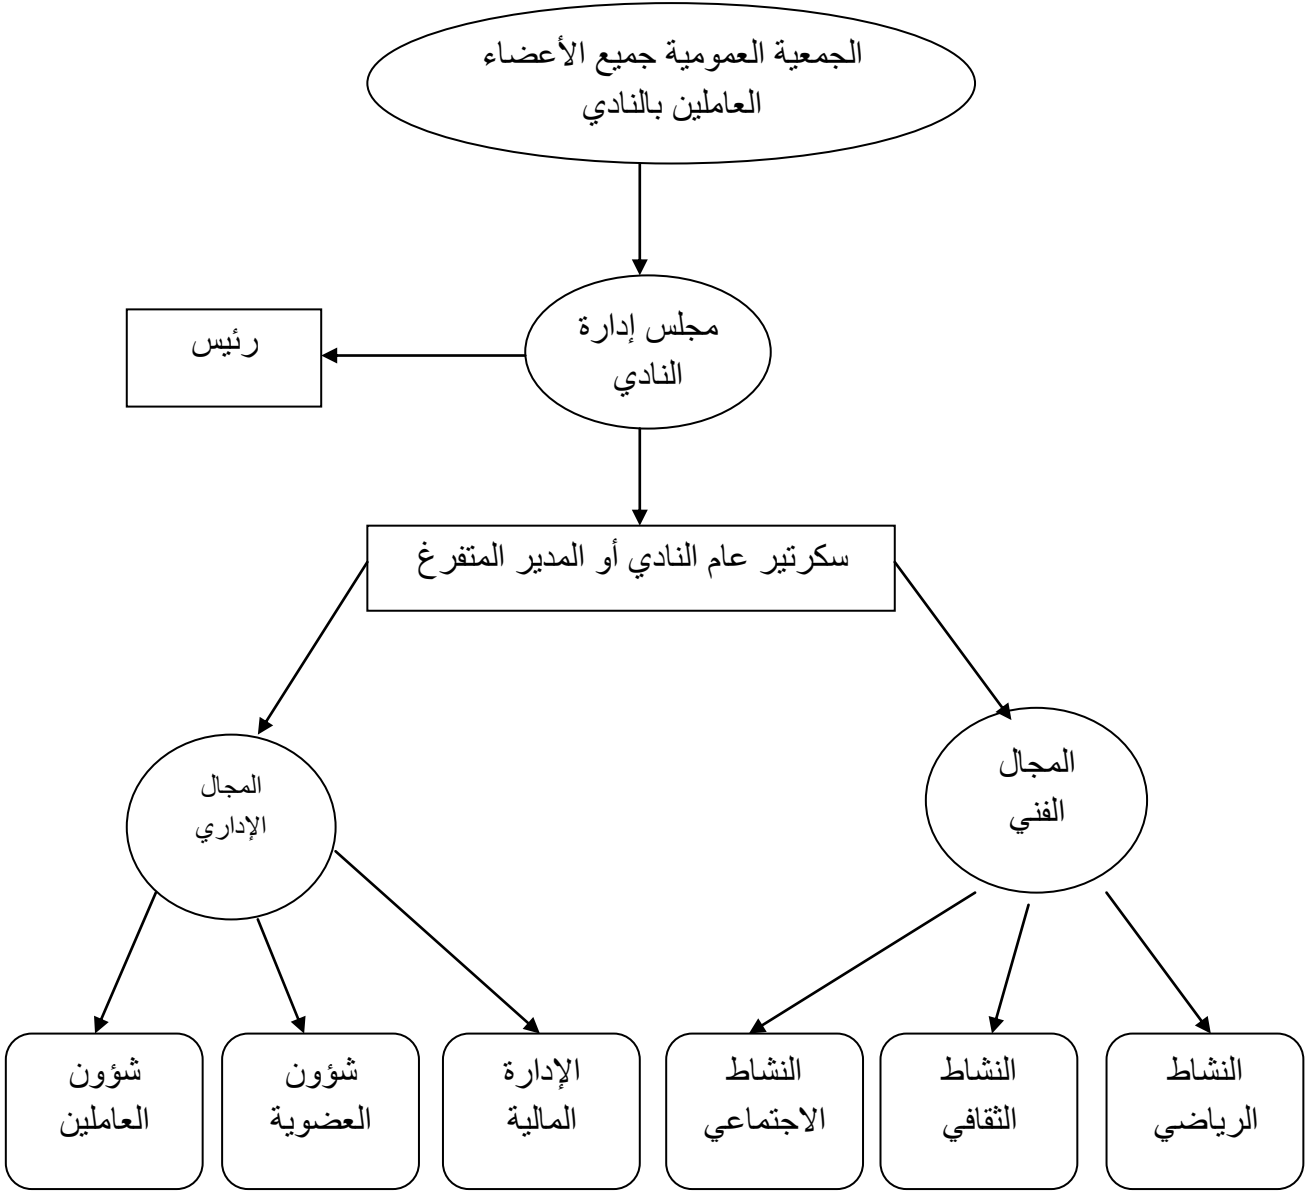 الجمعية العمومية جميع الأعضاء
العاملين بالنادي
مجلس إدارة
النادي
رئيس
سكرتير عام النادي أو المدير المتفرغ
المجال
الفني
المجال
الإداري
النشاط
الرياضي
النشاط
الثقافي
النشاط
الاجتماعي
الإدارة
المالية
شؤون
العضوية
شؤون
العاملين